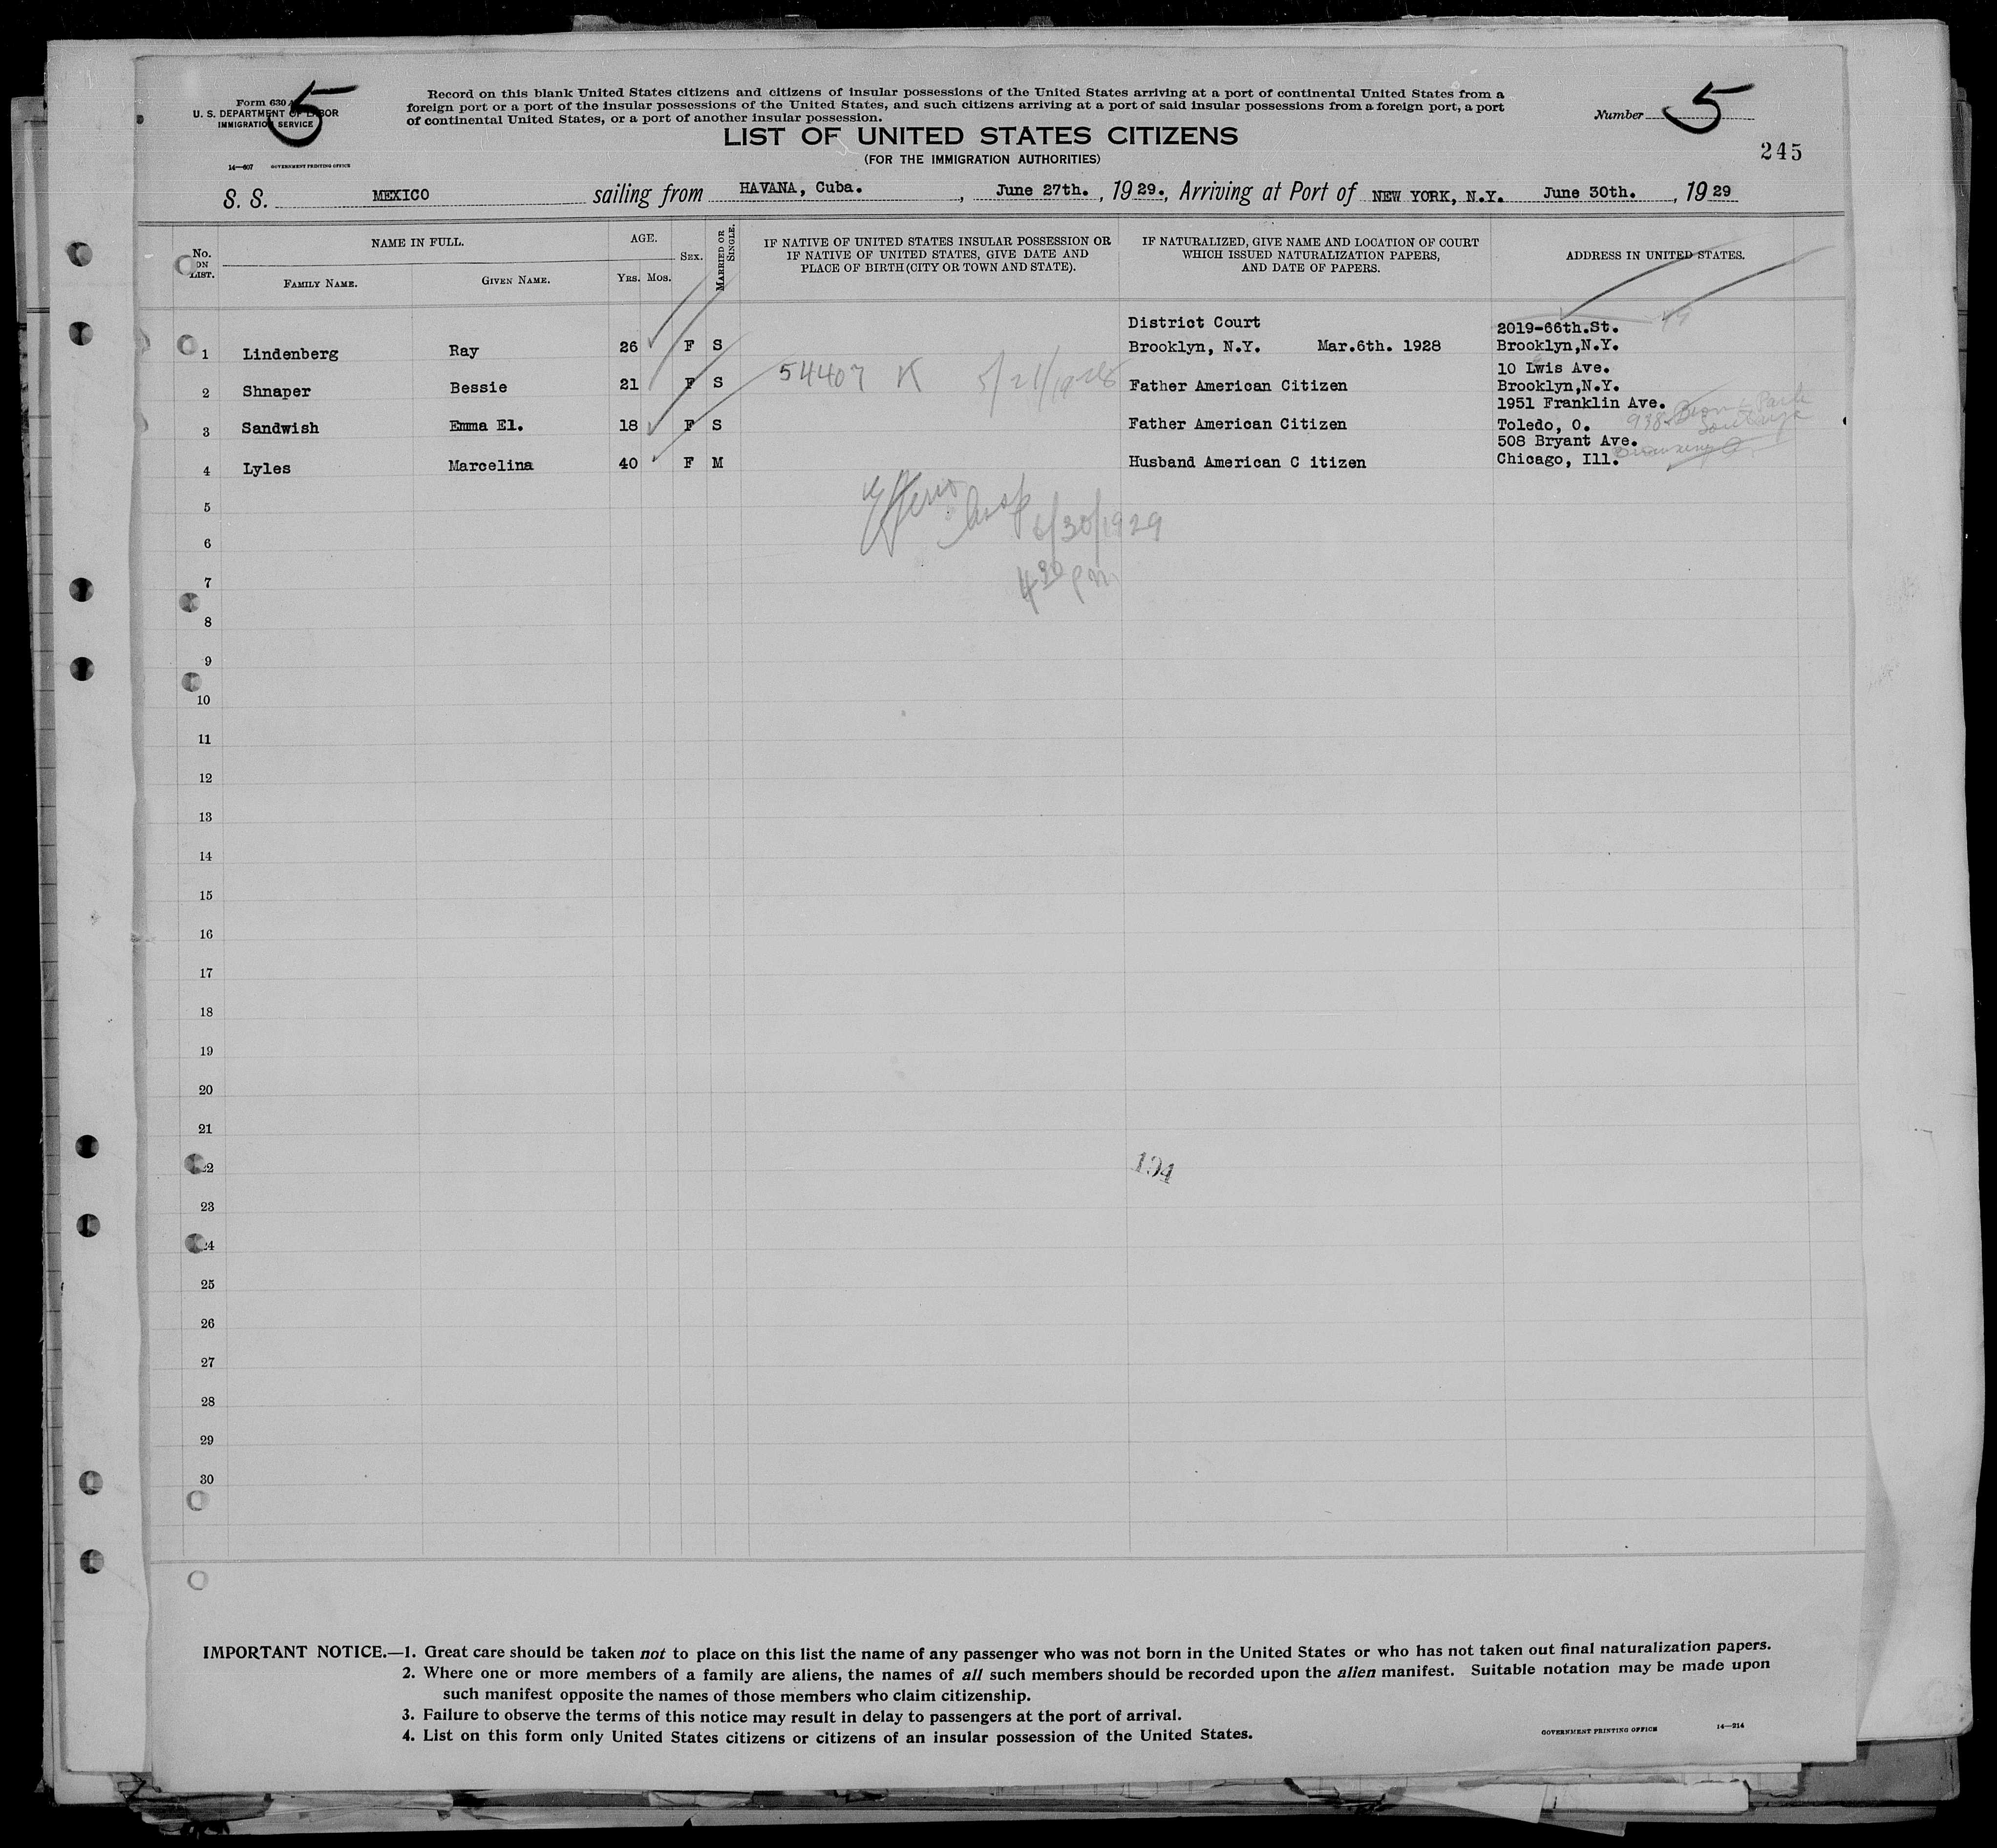 Form 630
U. S. DEPARTMENT OF LABOR
IMMIGRATION SERVICE
5
14—607 GOVERNMENT PRINTING OFFICE
Record on this blank United States citizens and citizens of insular possessions of the United States arriving at a port of continental United States from a
foreign port or a port of the insular possessions of the United States, and such citizens arriving at a port of said insular possessions from a foreign port, a port
of continental United States, or a port of another insular possession.
Number 5
245
LIST OF UNITED STATES CITIZENS
(FOR THE IMMIGRATION AUTHORITIES)
S. S. MEXICO sailing from HAVANA, Cuba. , June 27th. , 1929., Arriving at Port of NEW YORK, N.Y. June 30th. , 1929
No. ON LIST.
NAME IN FULL.
FAMILY NAME. GIVEN NAME.
AGE.
YRS. MOS.
SEX.
MARRIED OR SINGLE.
IF NATIVE OF UNITED STATES INSULAR POSSESSION OR
IF NATIVE OF UNITED STATES, GIVE DATE AND
PLACE OF BIRTH (CITY OR TOWN AND STATE).
IF NATURALIZED, GIVE NAME AND LOCATION OF COURT
WHICH ISSUED NATURALIZATION PAPERS,
AND DATE OF PAPERS.
ADDRESS IN UNITED STATES.
District Court 2019-66th.St.
1 Lindenberg Ray 26 F S Brooklyn, N.Y. Mar.6th. 1928 Brooklyn,N.Y.
10 Lwis Ave.
2 Shnaper Bessie 21 F S 54407 K 5/21/1928 Father American Citizen Brooklyn,N.Y.
1951 Franklin Ave.
3 Sandwish Emma El. 18 F S Father American Citizen Toledo, O.
508 Bryant Ave.
4 Lyles Marcelina 40 F M Husband American C itizen Chicago, Ill.
5
6/30/1929
6
7
4 30 pm
8
9
10
11
12
13
14
15
16
17
18
19
20
21
22
194
23
24
25
26
27
28
29
30
IMPORTANT NOTICE.—1. Great care should be taken not to place on this list the name of any passenger who was not born in the United States or who has not taken out final naturalization papers.
2. Where one or more members of a family are aliens, the names of all such members should be recorded upon the alien manifest. Suitable notation may be made upon
such manifest opposite the names of those members who claim citizenship.
3. Failure to observe the terms of this notice may result in delay to passengers at the port of arrival.
4. List on this form only United States citizens or citizens of an insular possession of the United States.
GOVERNMENT PRINTING OFFICE 14—214